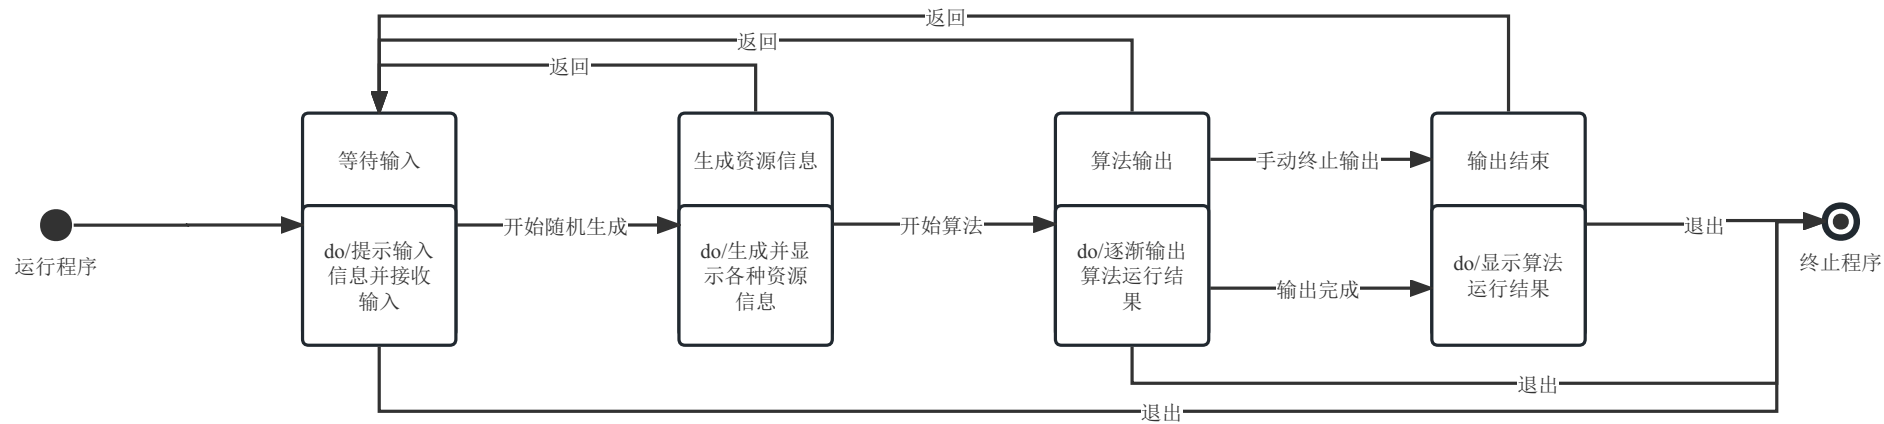 返回
返回
返回
等待输入
生成资源信息
算法输出
手动终止输出
输出结束
运行程序
do/提示输入
信息并接收
输入
开始随机生成
do/生成并显
示各种资源
信息
开始算法
do/逐渐输出
算法运行结
果
输出完成
do/显示算法
运行结果
退出
终止程序
退出
退出